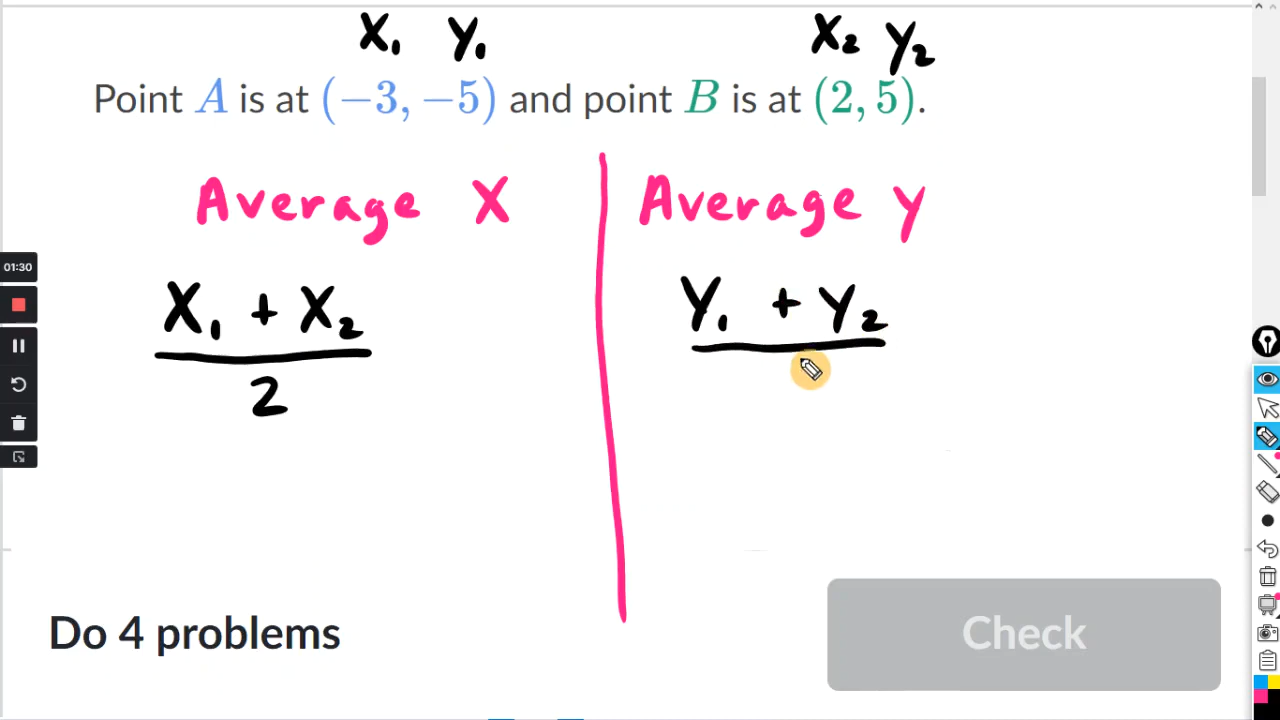 X₁ Y₁ X₂ Y₂
Point A is at (−3, −5) and point B is at (2, 5).
Average X Average Y
X₁ + X₂ Y₁ + Y₂
2
01:30
Do 4 problems Check